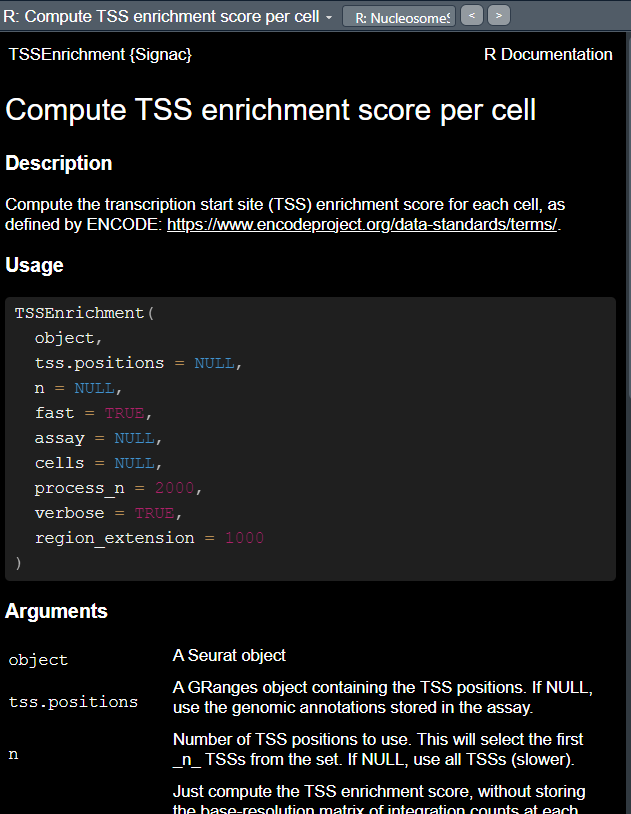 R: Compute TSS enrichment score per cell
R: Nucleosome
< >
TSSEnrichment {Signac} R Documentation
Compute TSS enrichment score per cell
Description
Compute the transcription start site (TSS) enrichment score for each cell, as
defined by ENCODE: https://www.encodeproject.org/data-standards/terms/.
Usage
TSSEnrichment(
object,
tss.positions = NULL,
n = NULL,
fast = TRUE,
assay = NULL,
cells = NULL,
process_n = 2000,
verbose = TRUE,
region_extension = 1000
)
Arguments
object A Seurat object
tss.positions A GRanges object containing the TSS positions. If NULL,
use the genomic annotations stored in the assay.
n Number of TSS positions to use. This will select the first
_n_ TSSs from the set. If NULL, use all TSSs (slower).
Just compute the TSS enrichment score, without storing
the base-resolution matrix of integration counts at each